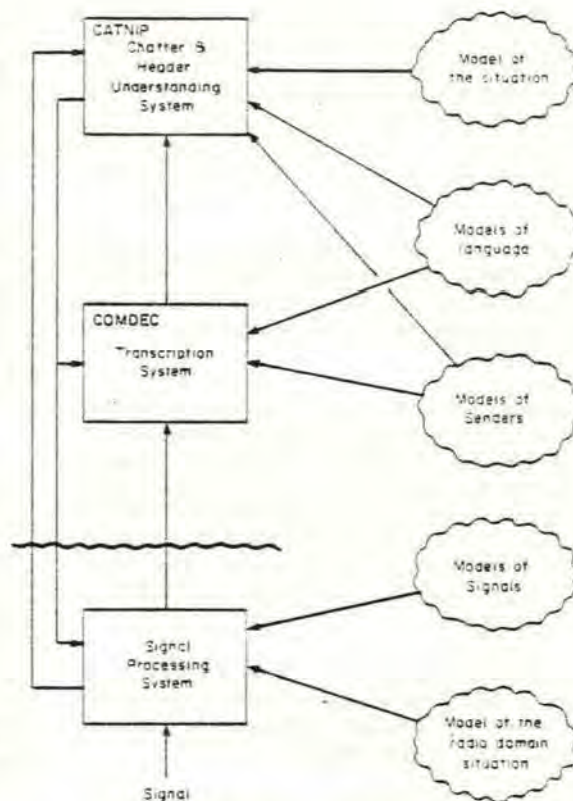 CATNIP
Chatter &
Header
Understanding
System
Model of
the situation
Models of
language
COMDEC
Transcription
System
Models of
Senders
Models of
Signals
Signal
Processing
System
Model of the
radio domain
situation
Signal